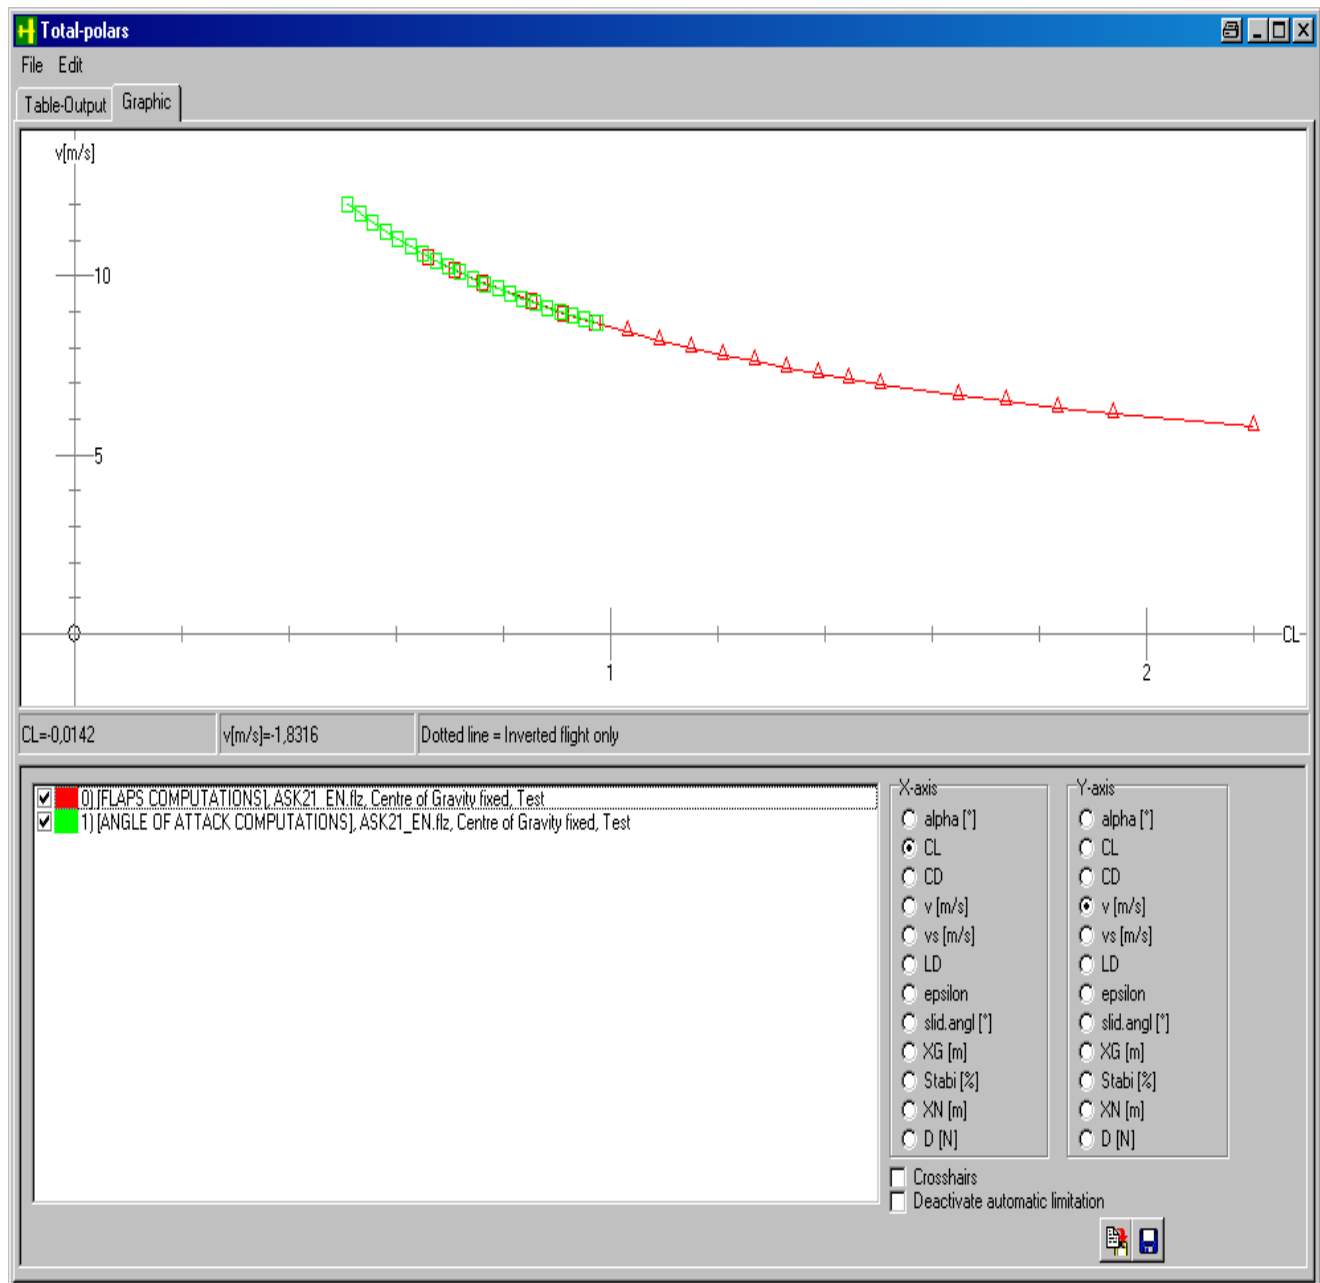 Total-polars
File Edit
Table-Output Graphic
v[m/s]
10
5
CL
1 2
CL=-0,0142 v[m/s]=-1,8316 Dotted line = Inverted flight only
0) [FLAPS COMPUTATIONS], ASK21_EN.flz, Centre of Gravity fixed, Test
1) [ANGLE OF ATTACK COMPUTATIONS], ASK21_EN.flz, Centre of Gravity fixed, Test
X-axis
alpha [°]
CL
CD
v [m/s]
vs [m/s]
LD
epsilon
slid.angl [°]
XG [m]
Stabi [%]
XN [m]
D [N]
Y-axis
alpha [°]
CL
CD
v [m/s]
vs [m/s]
LD
epsilon
slid.angl [°]
XG [m]
Stabi [%]
XN [m]
D [N]
Crosshairs
Deactivate automatic limitation